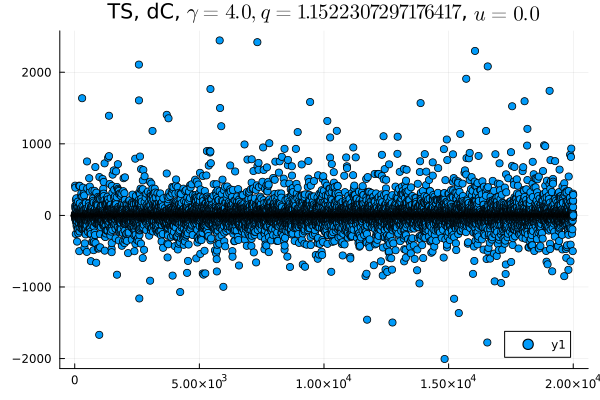 TS, dC, γ = 4.0, q = 1.1522307297176417, u = 0.0
2000
1000
0
−1000
−2000
0 5.00×10³ 1.00×10⁴ 1.50×10⁴ 2.00×10⁴
y1